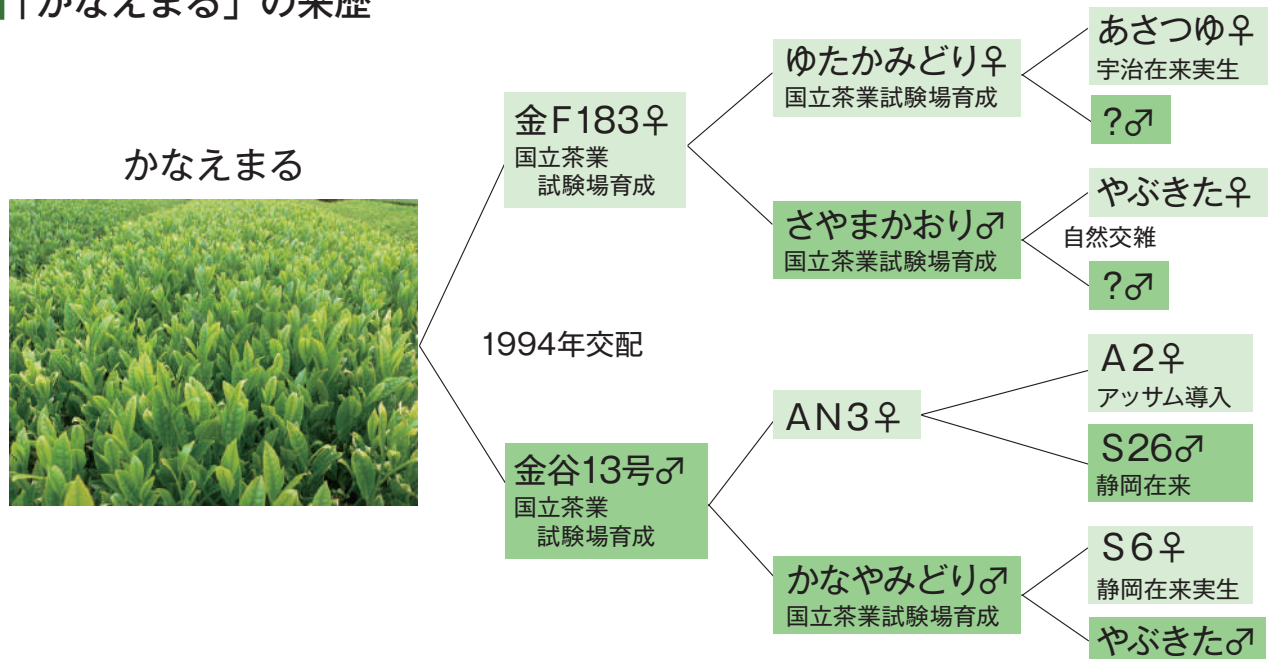 「かなえまる」の来歴
かなえまる
1994年交配
金F183♀
国立茶業
試験場育成
金谷13号♂
国立茶業
試験場育成
ゆたかみどり♀
国立茶業試験場育成
さやまかおり♂
国立茶業試験場育成
AN3♀
かなやみどり♂
国立茶業試験場育成
あさつゆ♀
宇治在来実生
?♂
やぶきた♀
自然交雑
?♂
A2♀
アッサム導入
S26♂
静岡在来
S6♀
静岡在来実生
やぶきた♂